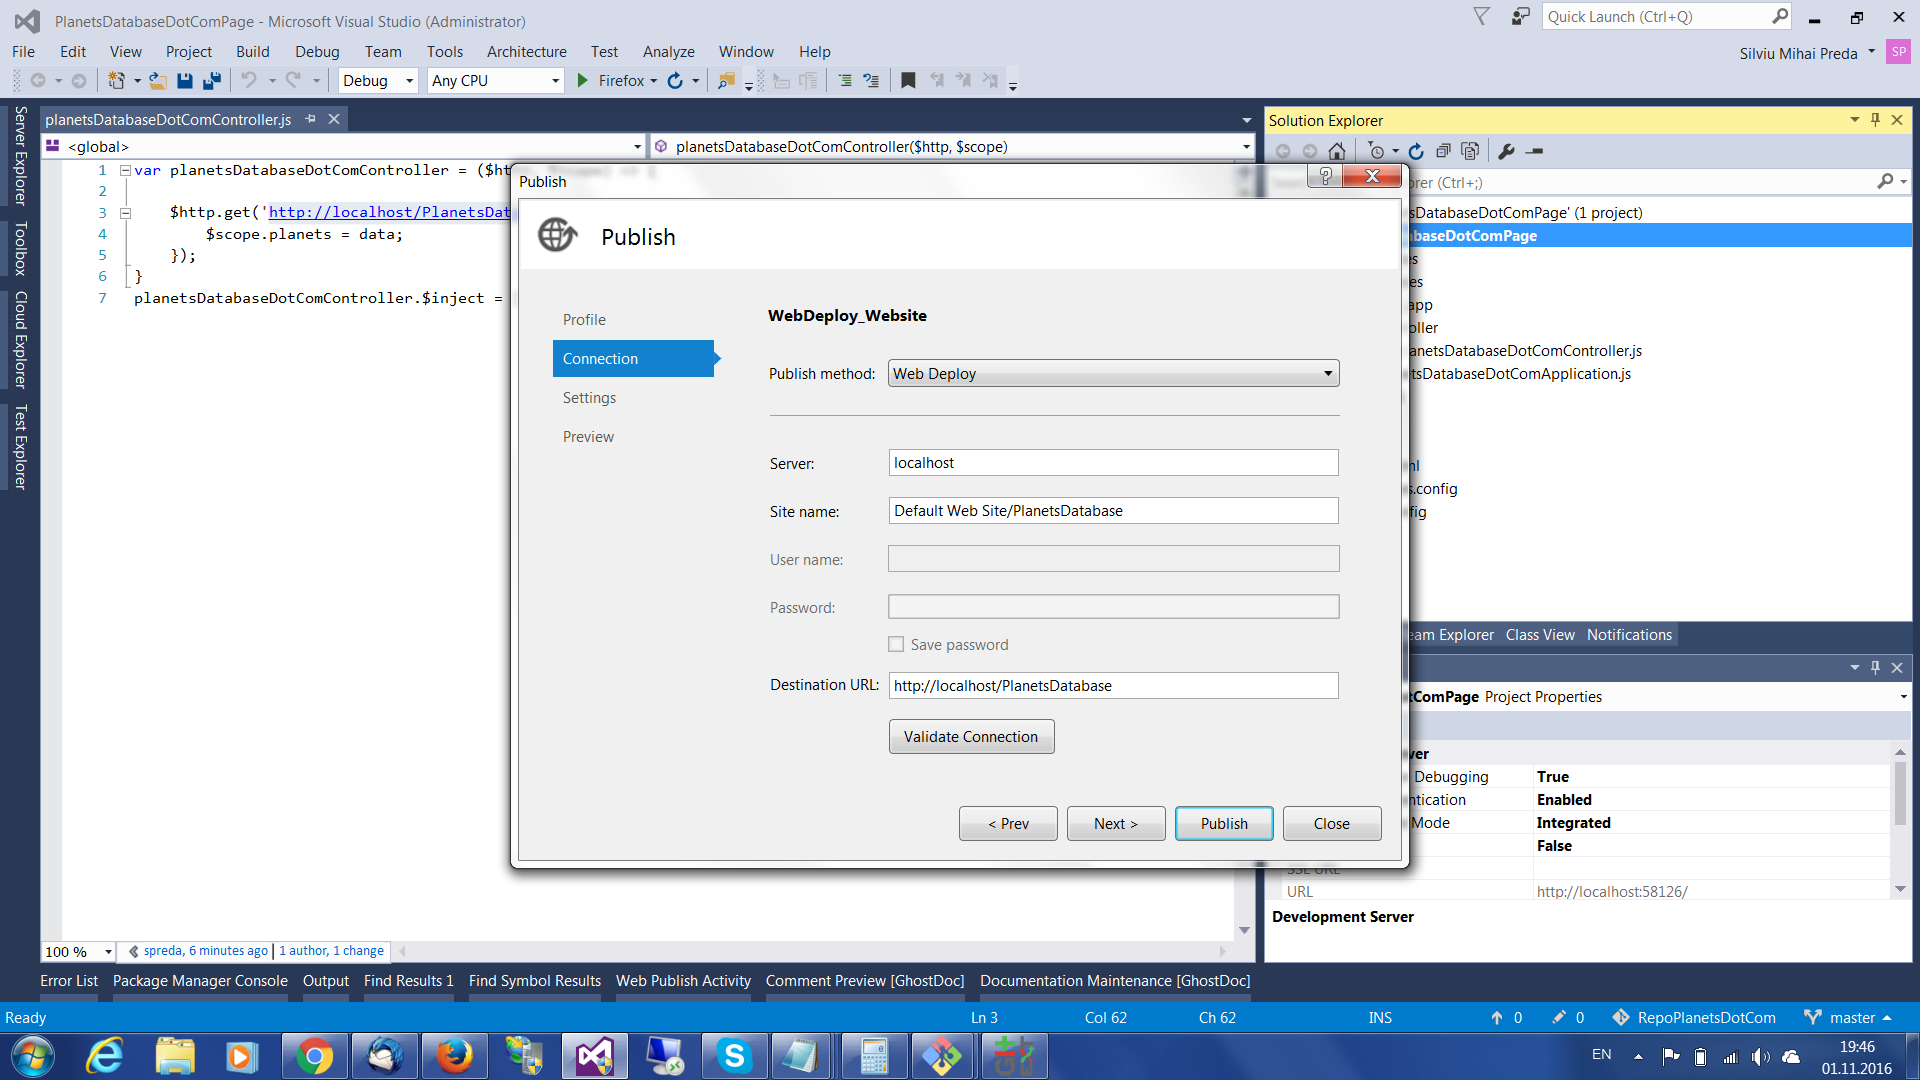 PlanetsDatabaseDotComPage - Microsoft Visual Studio (Administrator)
Quick Launch (Ctrl+Q)
File Edit View Project Build Debug Team Tools Architecture Test Analyze Window Help
Silviu Mihai Preda SP
Debug Any CPU Firefox
Server Explorer
Toolbox
Cloud Explorer
Test Explorer
planetsDatabaseDotComController.js
<global> planetsDatabaseDotComController($http, $scope)
1 var planetsDatabaseDotComController = ($ht
2
3 $http.get('http://localhost/PlanetsDat
4 $scope.planets = data;
5 });
6 }
7 planetsDatabaseDotComController.$inject =
100 % spreda, 6 minutes ago | 1 author, 1 change
Publish
Publish
Profile
Connection
Settings
Preview
WebDeploy_Website
Publish method: Web Deploy
Server: localhost
Site name: Default Web Site/PlanetsDatabase
User name:
Password:
Save password
Destination URL: http://localhost/PlanetsDatabase
Validate Connection
< Prev Next > Publish Close
Solution Explorer
rer (Ctrl+;)
sDatabaseDotComPage' (1 project)
baseDotComPage
es
es
app
oller
anetsDatabaseDotComController.js
tsDatabaseDotComApplication.js
nl
s.config
fig
eam Explorer Class View Notifications
tComPage Project Properties
ver
Debugging True
ntication Enabled
Mode Integrated
False
SSL URL
URL http://localhost:58126/
Development Server
Error List Package Manager Console Output Find Results 1 Find Symbol Results Web Publish Activity Comment Preview [GhostDoc] Documentation Maintenance [GhostDoc]
Ready Ln 3 Col 62 Ch 62 INS 0 0 RepoPlanetsDotCom master
EN 19:46
01.11.2016